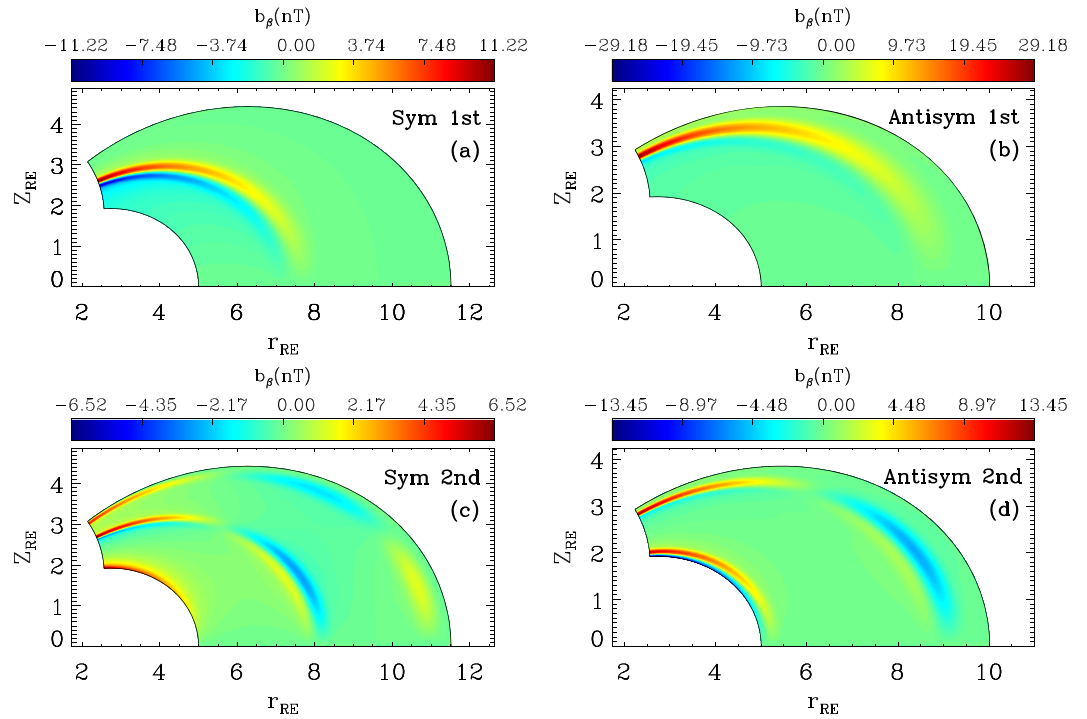 b_β(nT)
−11.22 −7.48 −3.74 0.00 3.74 7.48 11.22
Sym 1st
(a)
Z_RE
4
3
2
1
0
2 4 6 8 10 12
r_RE
b_β(nT)
−29.18 −19.45 −9.73 0.00 9.73 19.45 29.18
Antisym 1st
(b)
Z_RE
4
3
2
1
0
2 4 6 8 10
r_RE
b_β(nT)
−6.52 −4.35 −2.17 0.00 2.17 4.35 6.52
Sym 2nd
(c)
Z_RE
4
3
2
1
0
2 4 6 8 10 12
r_RE
b_β(nT)
−13.45 −8.97 −4.48 0.00 4.48 8.97 13.45
Antisym 2nd
(d)
Z_RE
4
3
2
1
0
2 4 6 8 10
r_RE